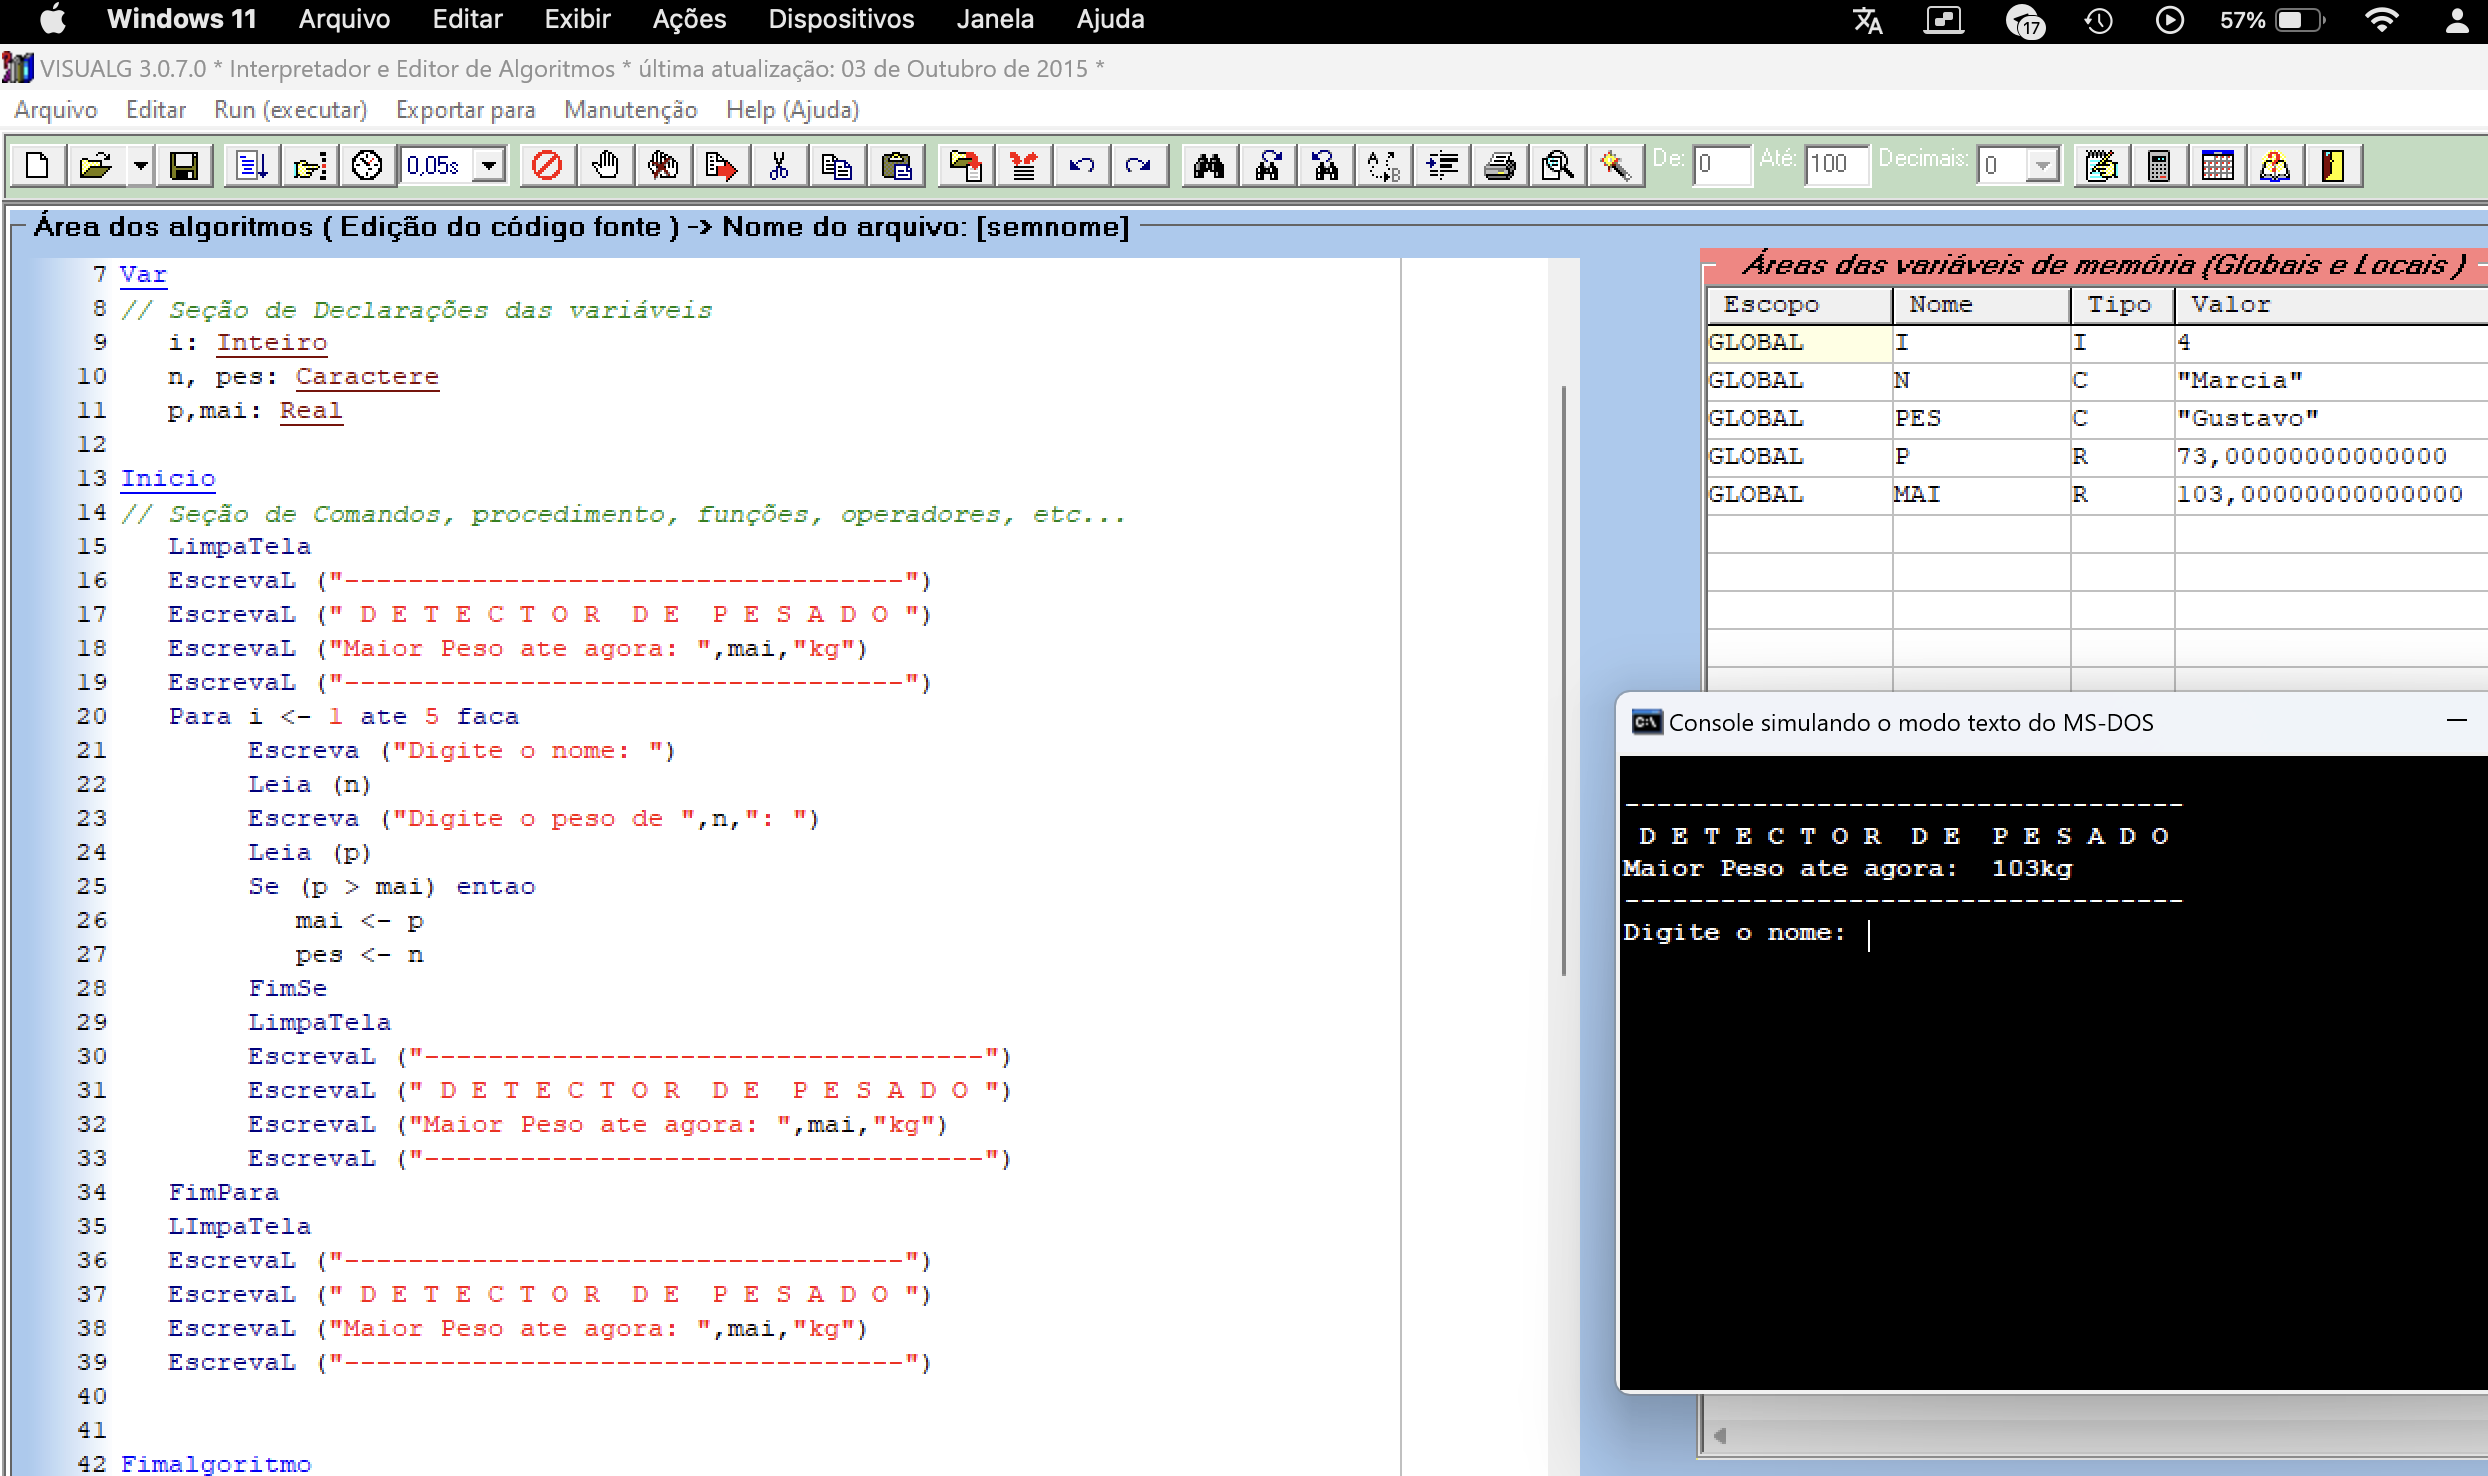 Windows 11 Arquivo Editar Exibir Ações Dispositivos Janela Ajuda 17 57%
VISUALG 3.0.7.0 * Interpretador e Editor de Algoritmos * última atualização: 03 de Outubro de 2015 *
Arquivo Editar Run (executar) Exportar para Manutenção Help (Ajuda)
0,05s De: 0 Até: 100 Decimais: 0
Área dos algoritmos ( Edição do código fonte ) -> Nome do arquivo: [semnome]
7 Var
8 // Seção de Declarações das variáveis
9 i: Inteiro
10 n, pes: Caractere
11 p,mai: Real
12
13 Inicio
14 // Seção de Comandos, procedimento, funções, operadores, etc...
15 LimpaTela
16 EscrevaL ("-----------------------------------")
17 EscrevaL (" D E T E C T O R  D E  P E S A D O ")
18 EscrevaL ("Maior Peso ate agora: ",mai,"kg")
19 EscrevaL ("-----------------------------------")
20 Para i <- 1 ate 5 faca
21 Escreva ("Digite o nome: ")
22 Leia (n)
23 Escreva ("Digite o peso de ",n,": ")
24 Leia (p)
25 Se (p > mai) entao
26 mai <- p
27 pes <- n
28 FimSe
29 LimpaTela
30 EscrevaL ("-----------------------------------")
31 EscrevaL (" D E T E C T O R  D E  P E S A D O ")
32 EscrevaL ("Maior Peso ate agora: ",mai,"kg")
33 EscrevaL ("-----------------------------------")
34 FimPara
35 LImpaTela
36 EscrevaL ("-----------------------------------")
37 EscrevaL (" D E T E C T O R  D E  P E S A D O ")
38 EscrevaL ("Maior Peso ate agora: ",mai,"kg")
39 EscrevaL ("-----------------------------------")
40
41
42 Fimalgoritmo
Áreas das variáveis de memória (Globais e Locais )
Escopo Nome Tipo Valor
GLOBAL I I 4
GLOBAL N C "Marcia"
GLOBAL PES C "Gustavo"
GLOBAL P R 73,00000000000000
GLOBAL MAI R 103,00000000000000
Console simulando o modo texto do MS-DOS
-----------------------------------
D E T E C T O R  D E  P E S A D O
Maior Peso ate agora:  103kg
-----------------------------------
Digite o nome: